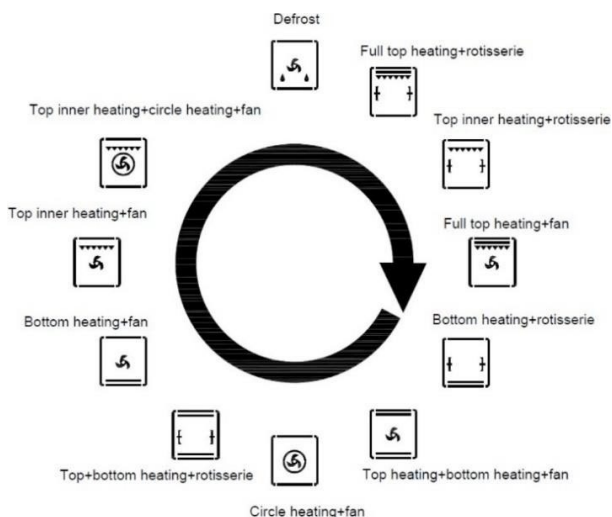 Defrost
Full top heating+rotisserie
Top inner heating+circle heating+fan
Top inner heating+rotisserie
Top inner heating+fan
Full top heating+fan
Bottom heating+fan
Bottom heating+rotisserie
Top+bottom heating+rotisserie
Top heating+bottom heating+fan
Circle heating+fan